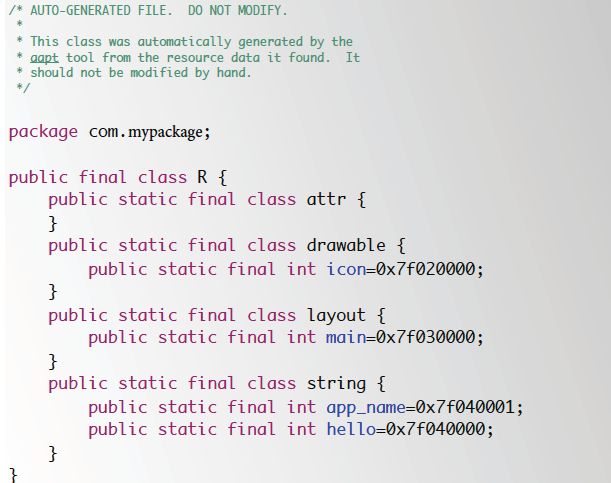 /* AUTO-GENERATED FILE.  DO NOT MODIFY.
 *
 * This class was automatically generated by the
 * aapt tool from the resource data it found.  It
 * should not be modified by hand.
 */

package com.mypackage;

public final class R {
    public static final class attr {
    }
    public static final class drawable {
        public static final int icon=0x7f020000;
    }
    public static final class layout {
        public static final int main=0x7f030000;
    }
    public static final class string {
        public static final int app_name=0x7f040001;
        public static final int hello=0x7f040000;
    }
}